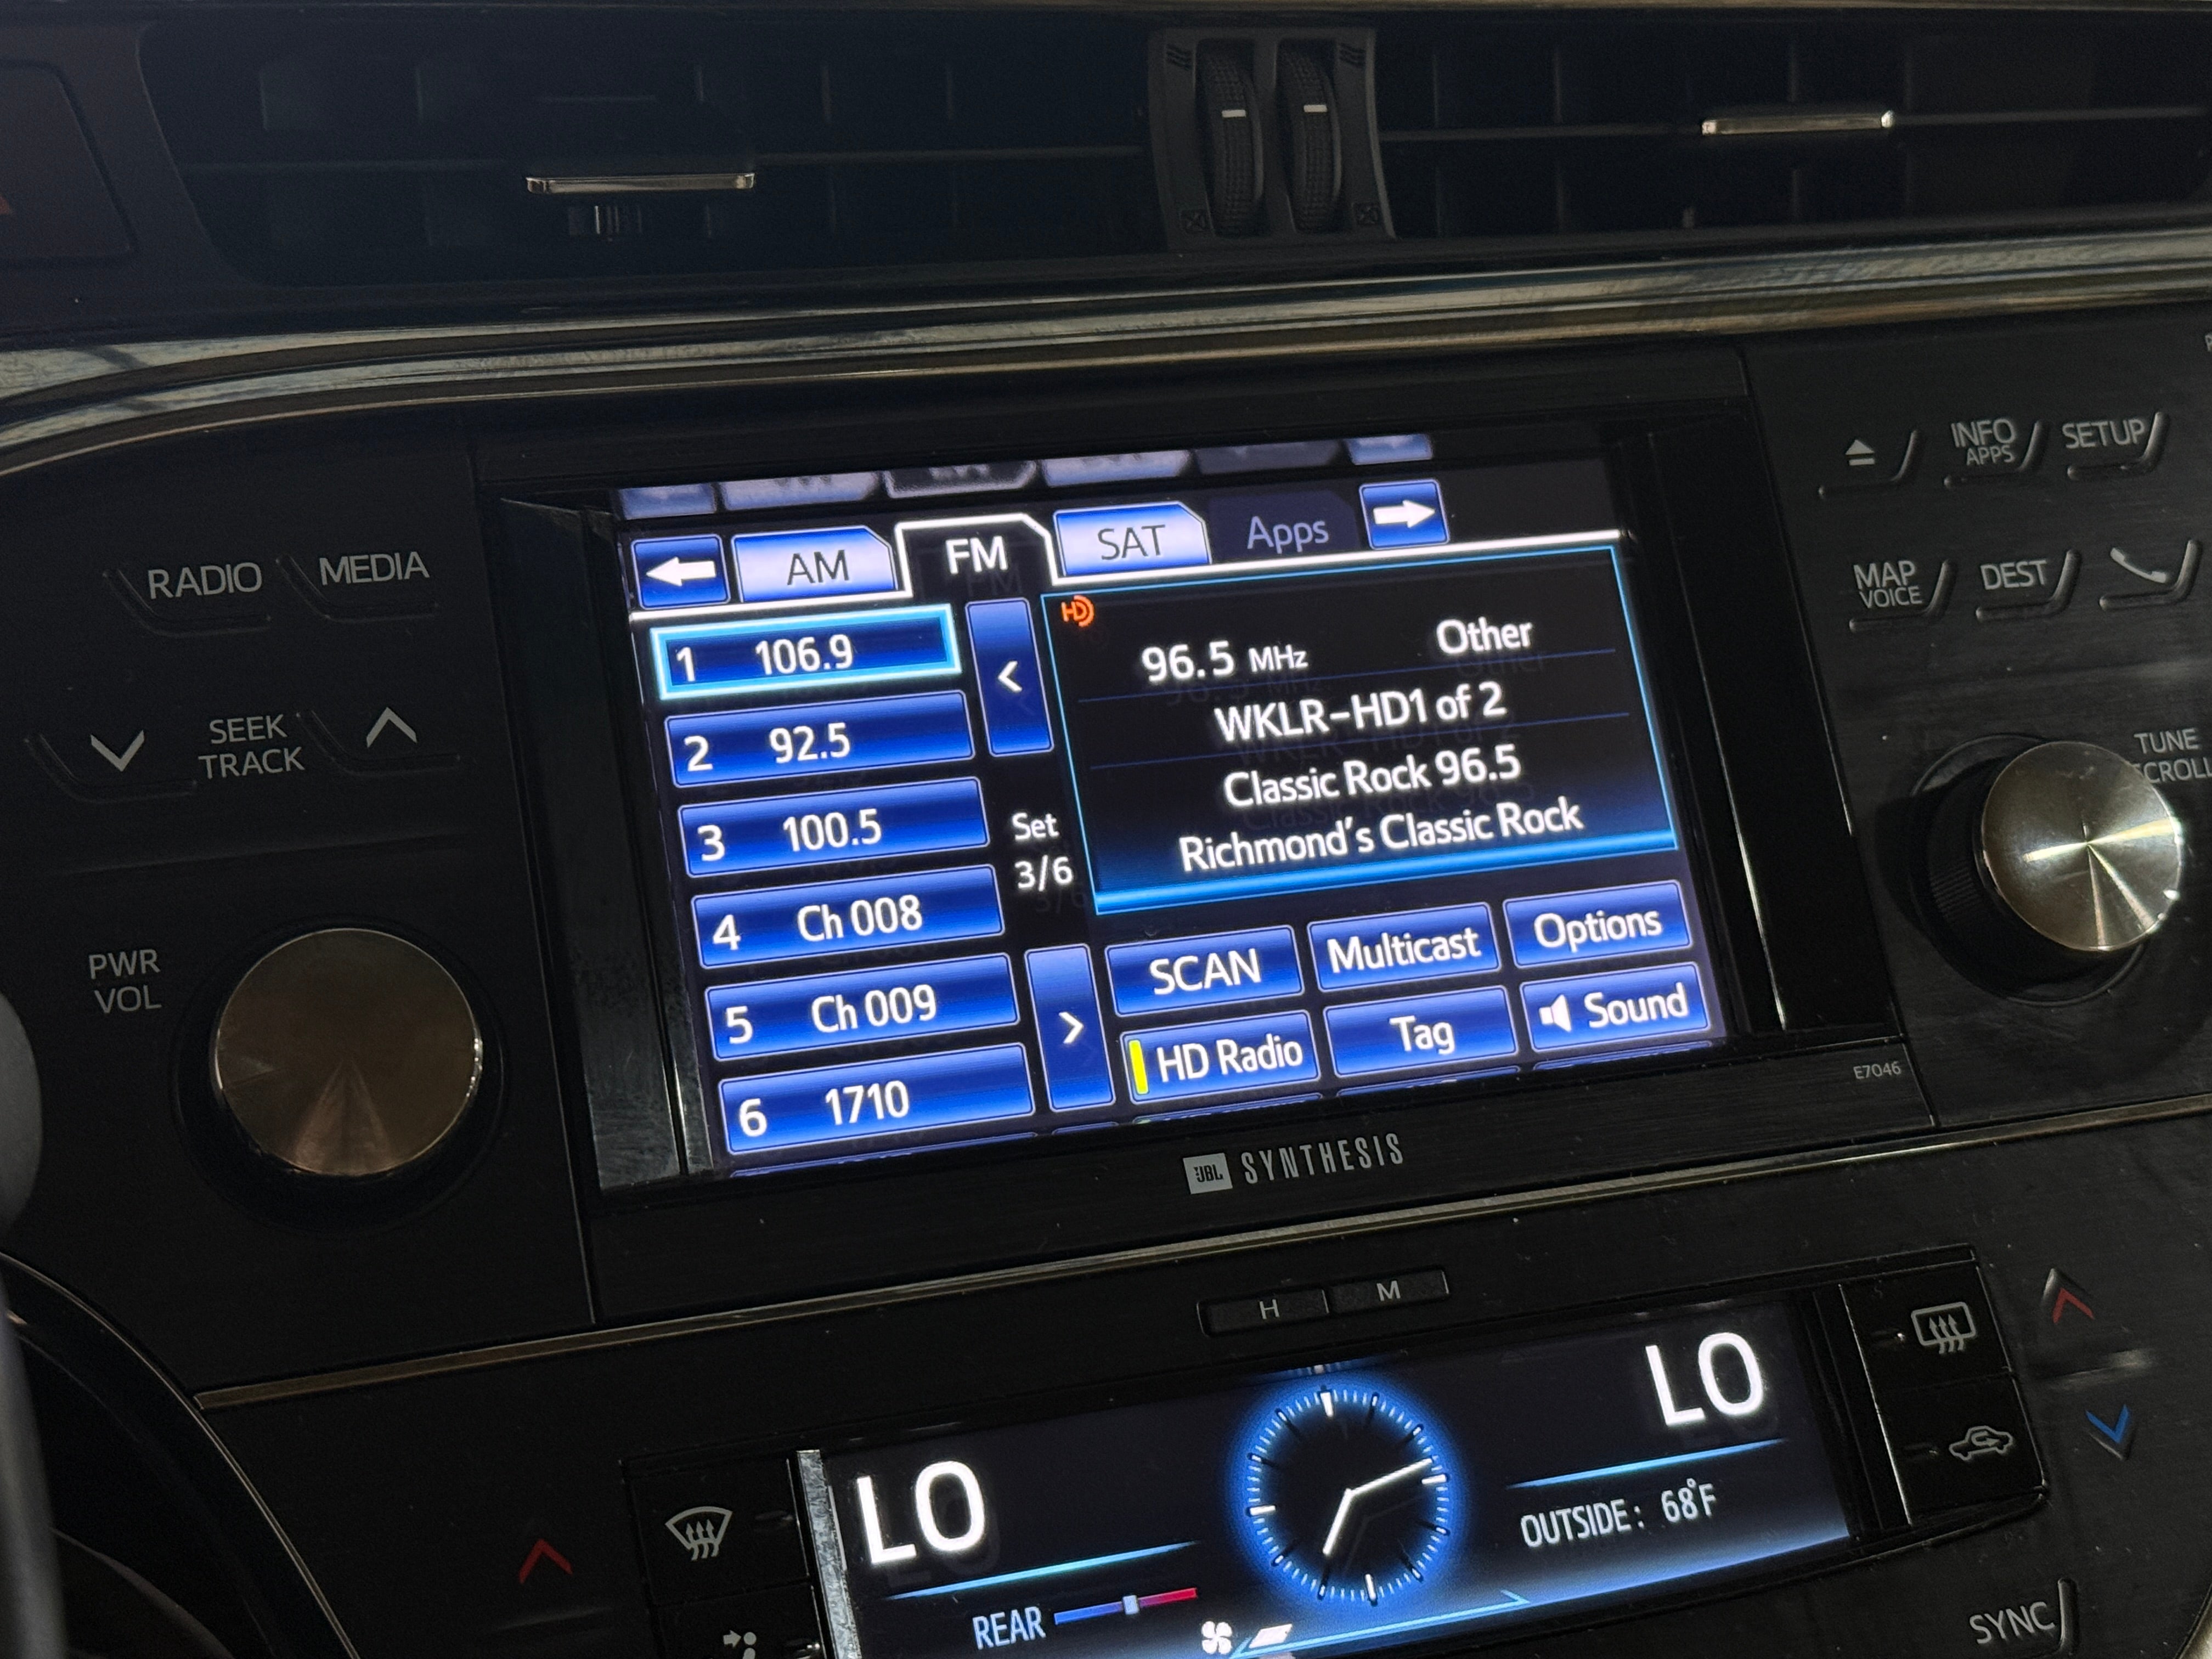 INFO
APPS
SETUP
RADIO
MEDIA
SEEK
TRACK
PWR
VOL
AM
FM
SAT
Apps
1 106.9
2 92.5
3 100.5
4 Ch 008
5 Ch 009
6 1710
Set
3/6
HD
96.5 MHz Other
WKLR-HD1 of 2
Classic Rock 96.5
Richmond's Classic Rock
SCAN
Multicast
Options
HD Radio
Tag
Sound
MAP
VOICE
DEST
TUNE
E7046
JBL SYNTHESIS
H
M
LO
LO
OUTSIDE: 68°F
REAR
SYNC